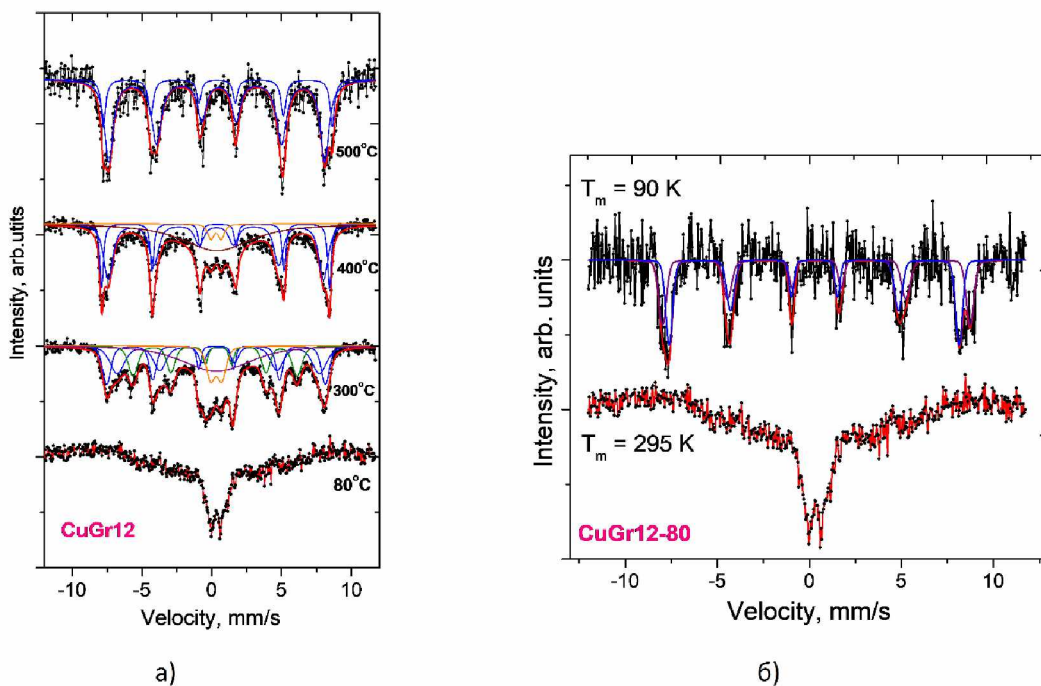 Intensity, arb.utits
500°C
400°C
300°C
80°C
CuGr12
-10 -5 0 5 10
Velocity, mm/s
a)
Intensity, arb. units
T_m = 90 K
T_m = 295 K
CuGr12-80
-10 -5 0 5 10
Velocity, mm/s
б)